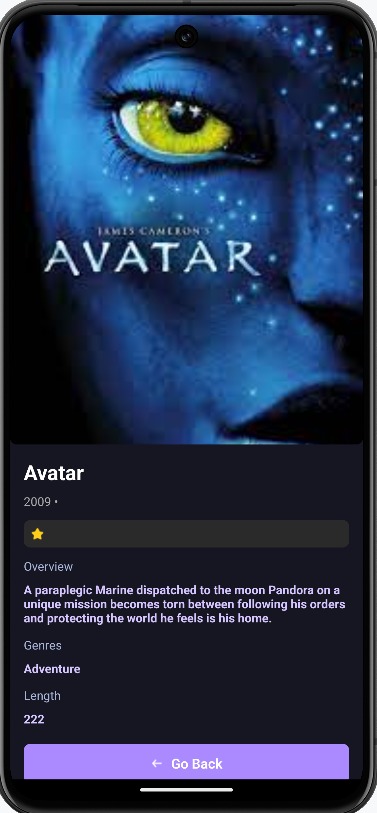 JAMES CAMERON'S
AVATAR
Avatar
2009 •
Overview
A paraplegic Marine dispatched to the moon Pandora on a
unique mission becomes torn between following his orders
and protecting the world he feels is his home.
Genres
Adventure
Length
222
← Go Back